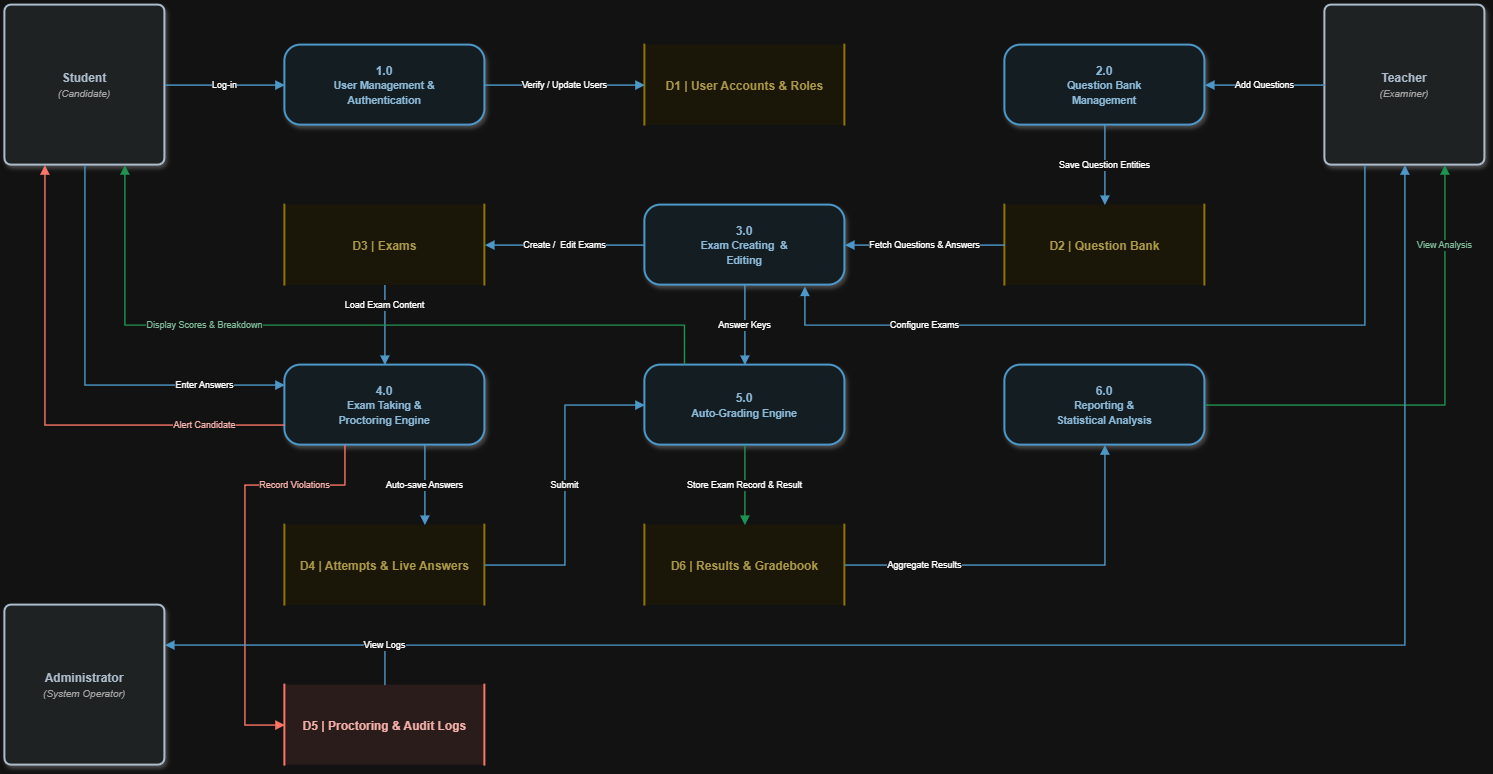 Student
(Candidate)
Log-in
1.0
User Management &
Authentication
Verify / Update Users
D1 | User Accounts & Roles
2.0
Question Bank
Management
Add Questions
Teacher
(Examiner)
Save Question Entities
D3 | Exams
Create /  Edit Exams
3.0
Exam Creating  &
Editing
Fetch Questions & Answers
D2 | Question Bank
View Analysis
Load Exam Content
Display Scores & Breakdown
Answer Keys
Configure Exams
Enter Answers
4.0
Exam Taking &
Proctoring Engine
5.0
Auto-Grading Engine
6.0
Reporting &
Statistical Analysis
Alert Candidate
Record Violations
Auto-save Answers
Submit
Store Exam Record & Result
D4 | Attempts & Live Answers
D6 | Results & Gradebook
Aggregate Results
View Logs
Administrator
(System Operator)
D5 | Proctoring & Audit Logs